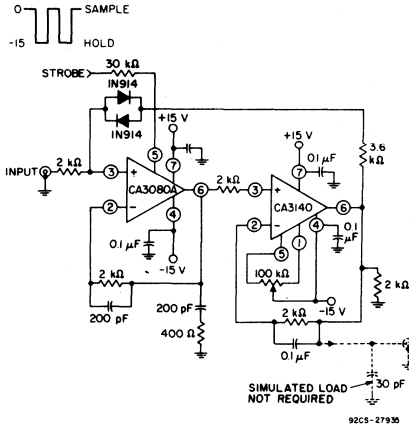 0
SAMPLE
-15
HOLD
STROBE
30 kΩ
1N914
+15 V
1N914
+15 V
3.6
kΩ
0.1 µF
INPUT
2 kΩ
3
+
5
7
CA3080A
6
2 kΩ
3
+
7
CA3140
6
2
-
4
2
-
5
1
4
0.1
µF
0.1 µF
-15 V
100 kΩ
-15 V
2 kΩ
200 pF
200 pF
400 Ω
2 kΩ
2 kΩ
0.1 µF
30 pF
SIMULATED LOAD
NOT REQUIRED
92CS-27935